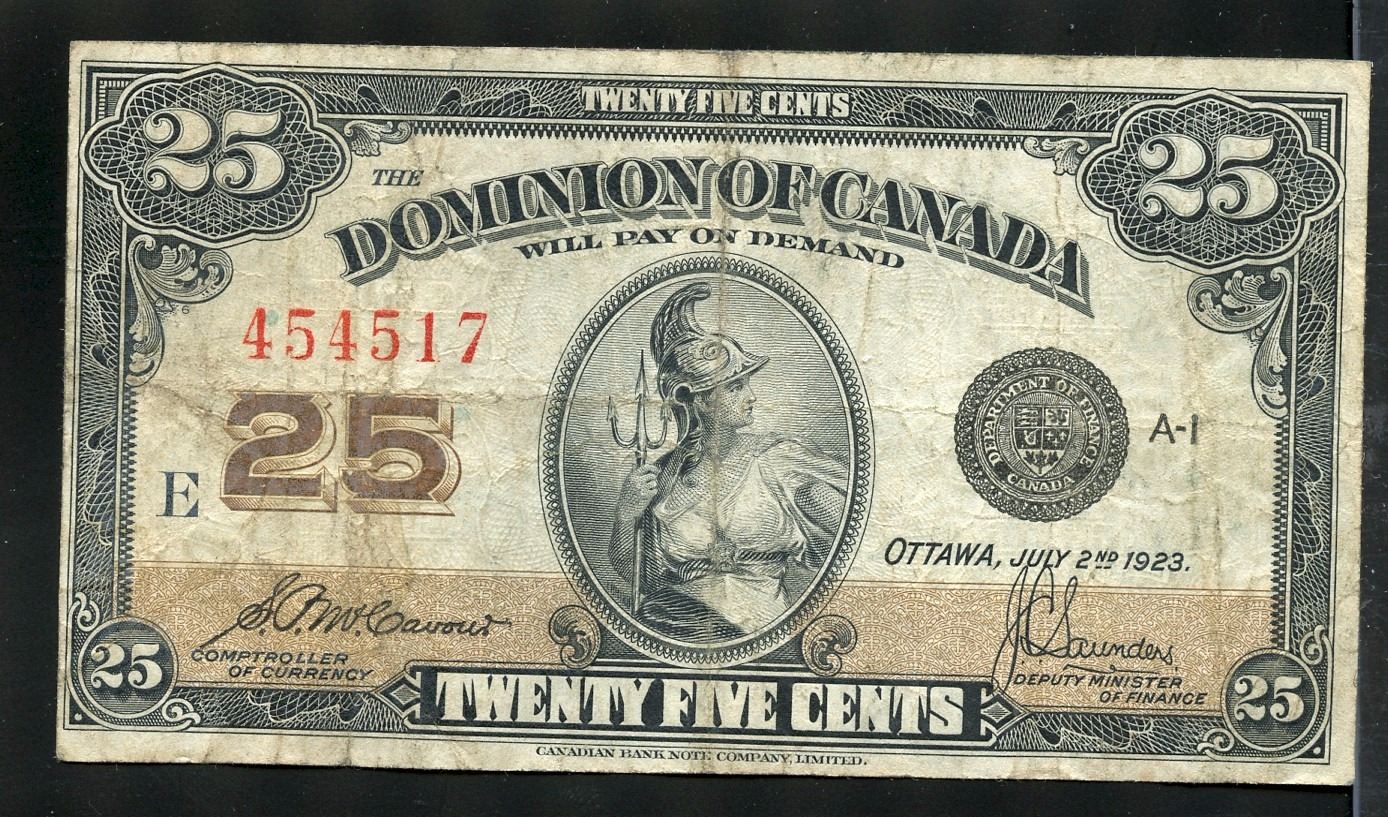 TWENTY FIVE CENTS
25 25
THE
DOMINION OF CANADA
WILL PAY ON DEMAND
454517
25
E
DEPARTMENT OF FINANCE
CANADA
A-1
OTTAWA, JULY 2ND 1923.
S.P. McCavour
COMPTROLLER
OF CURRENCY
J.C. Saunders
DEPUTY MINISTER
OF FINANCE
25 25
TWENTY FIVE CENTS
CANADIAN BANK NOTE COMPANY, LIMITED.